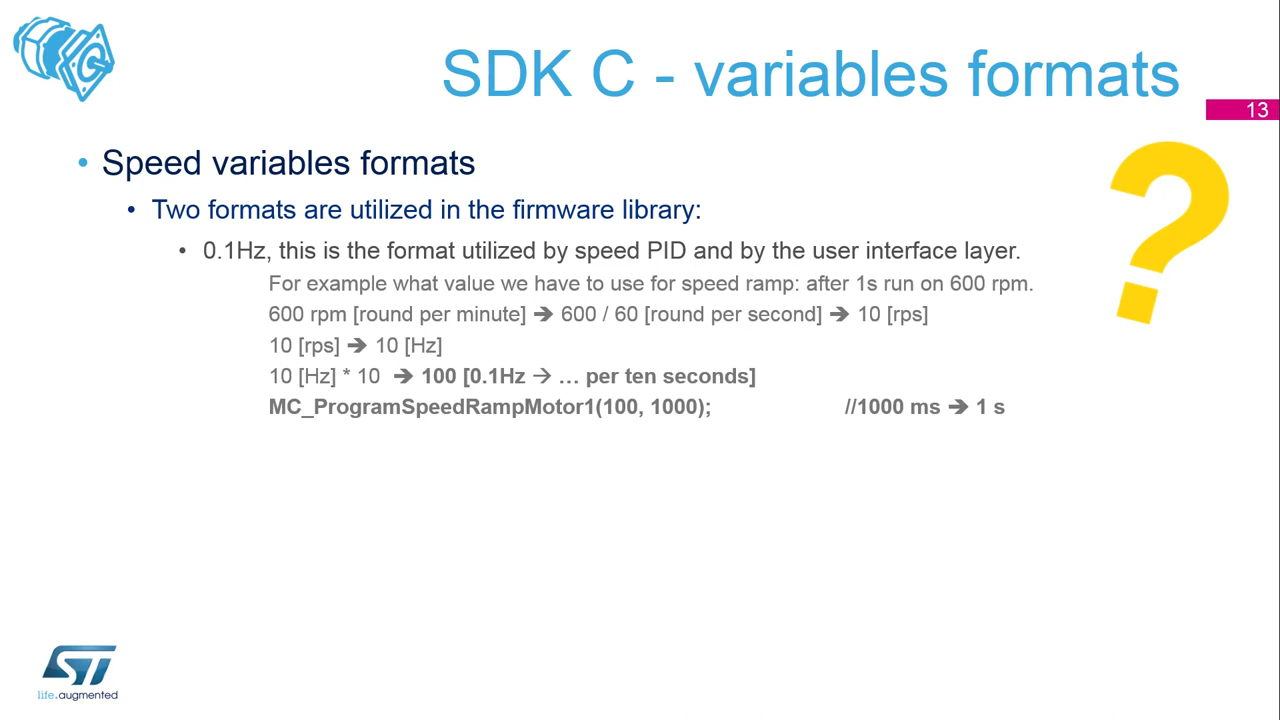 SDK C - variables formats
13
• Speed variables formats
• Two formats are utilized in the firmware library:
• 0.1Hz, this is the format utilized by speed PID and by the user interface layer.
For example what value we have to use for speed ramp: after 1s run on 600 rpm.
600 rpm [round per minute] ➔ 600 / 60 [round per second] ➔ 10 [rps]
10 [rps] ➔ 10 [Hz]
10 [Hz] * 10 ➔ 100 [0.1Hz → … per ten seconds]
MC_ProgramSpeedRampMotor1(100, 1000); //1000 ms ➔ 1 s
?
ST
life.augmented